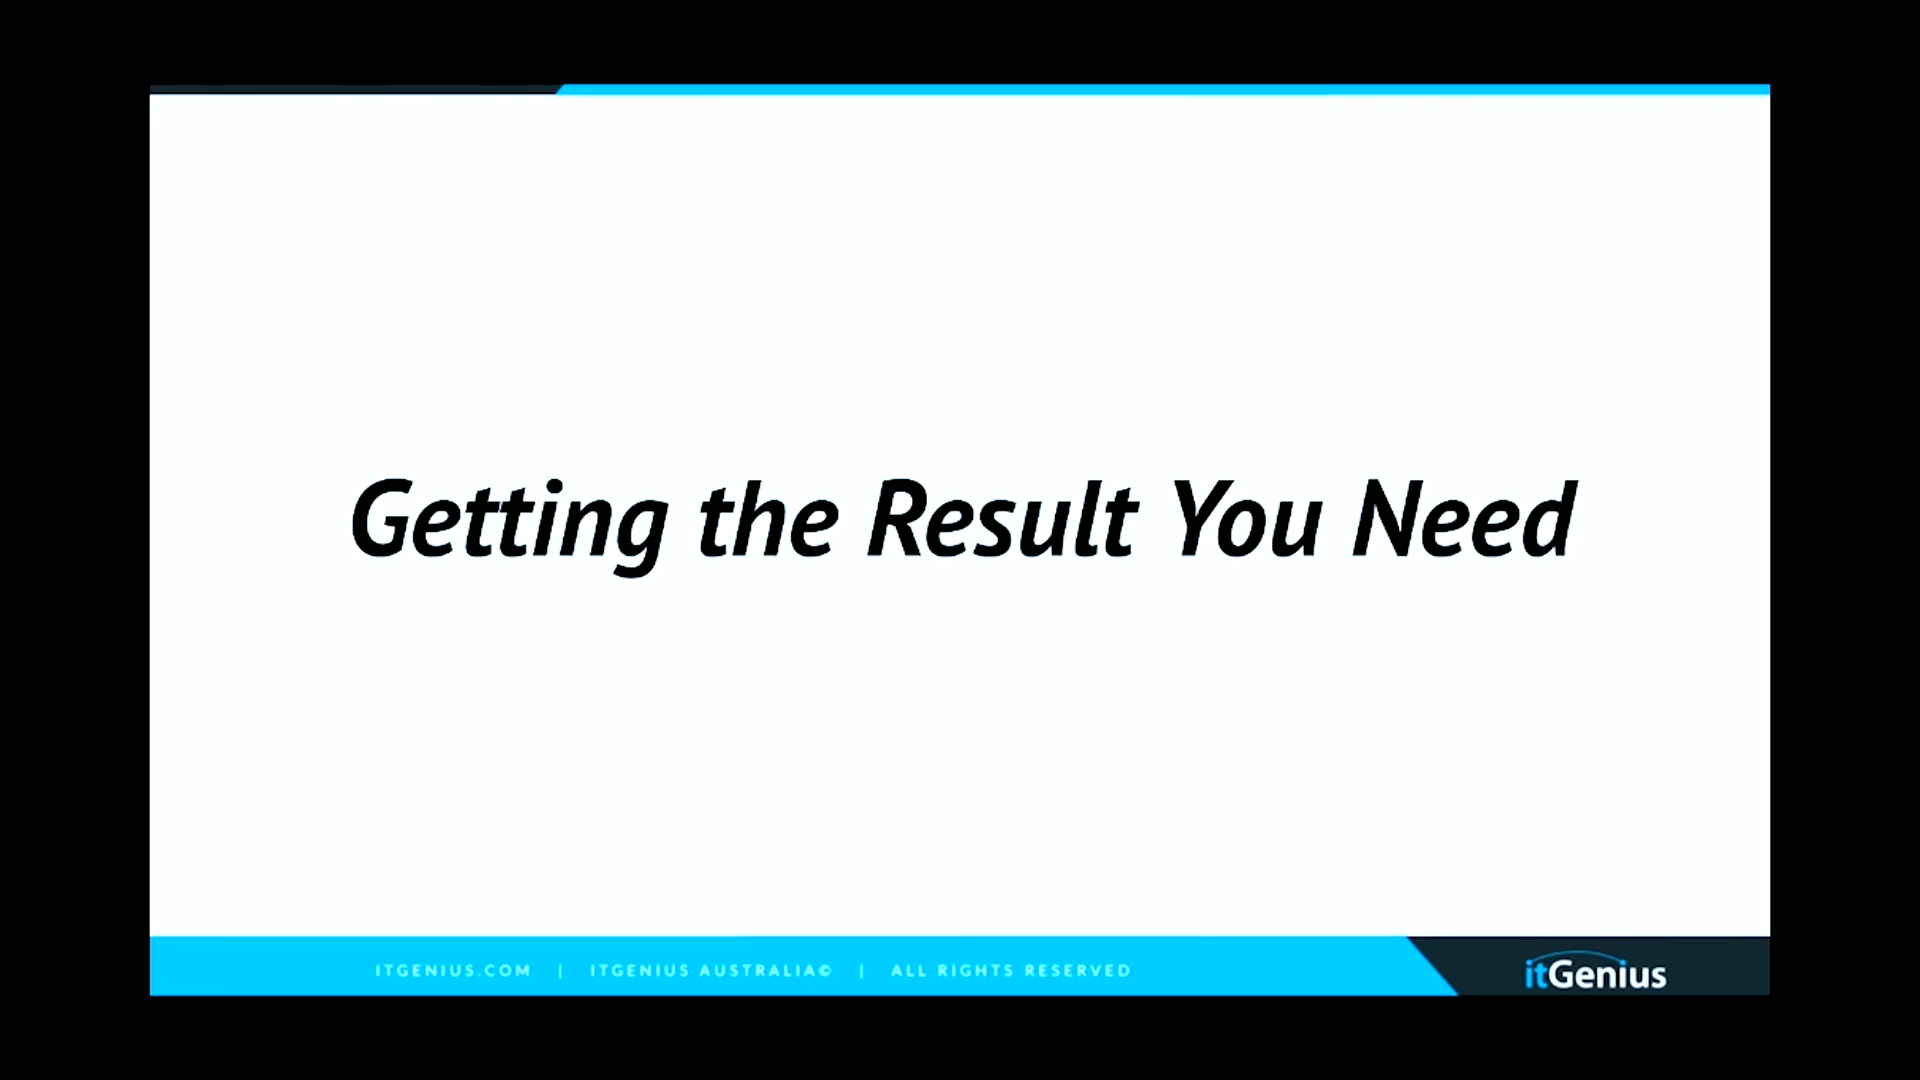 Getting the Result You Need
ITGENIUS.COM | ITGENIUS AUSTRALIA© | ALL RIGHTS RESERVED
itGenius